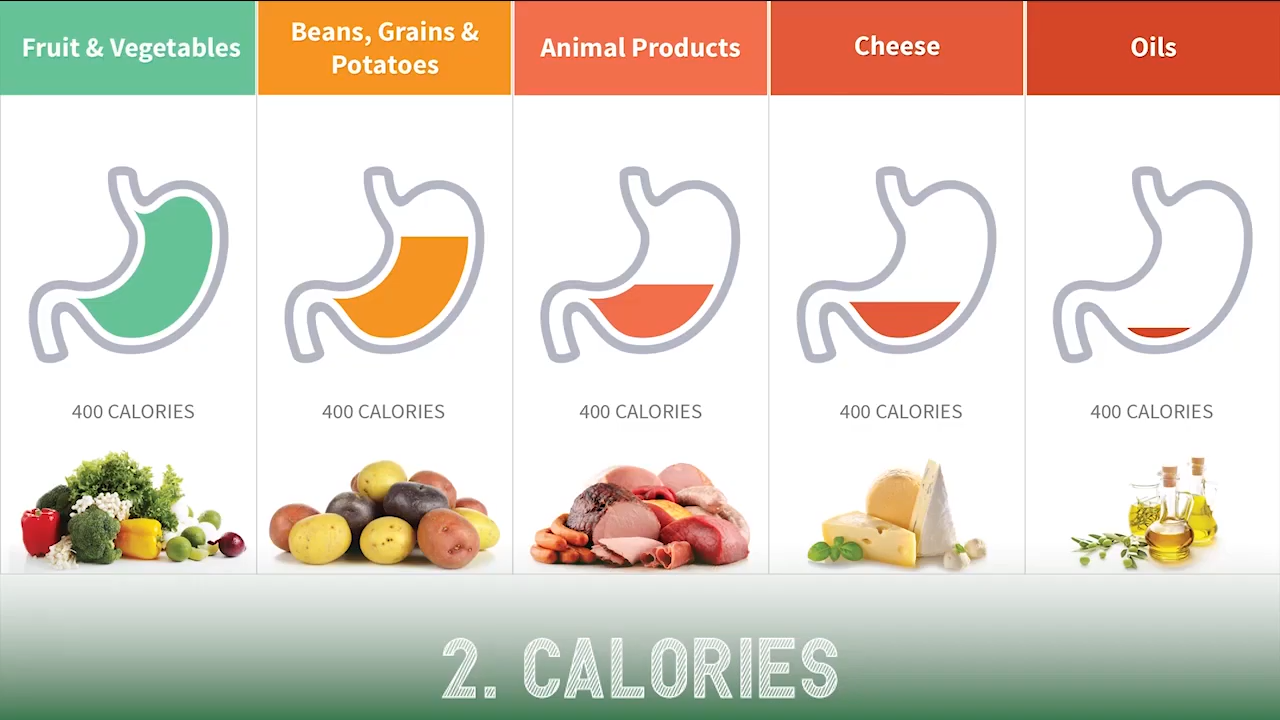 Fruit & Vegetables
Beans, Grains &
Potatoes
Animal Products
Cheese
Oils
400 CALORIES
400 CALORIES
400 CALORIES
400 CALORIES
400 CALORIES
2. CALORIES